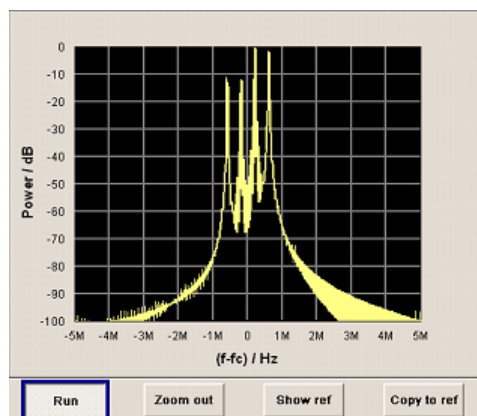 Power / dB
0
-10
-20
-30
-40
-50
-60
-70
-80
-90
-100
-5M -4M -3M -2M -1M 0 1M 2M 3M 4M 5M
(f-fc) / Hz
Run Zoom out Show ref Copy to ref